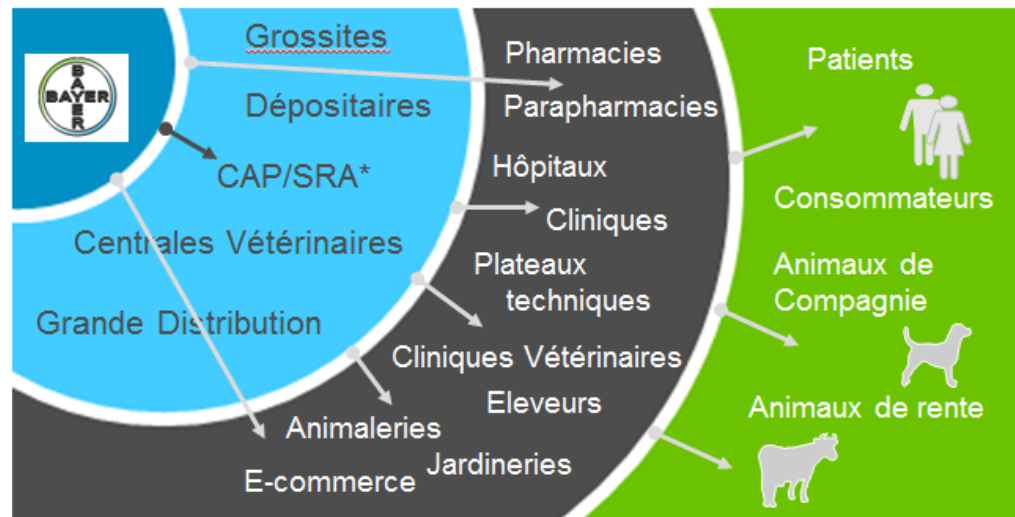 BAYER
BAYER
Grossites
Dépositaires
CAP/SRA*
Centrales Vétérinaires
Grande Distribution
Pharmacies
Parapharmacies
Hôpitaux
Cliniques
Plateaux
techniques
Cliniques Vétérinaires
Eleveurs
Animaleries
Jardineries
E-commerce
Patients
Consommateurs
Animaux de
Compagnie
Animaux de rente